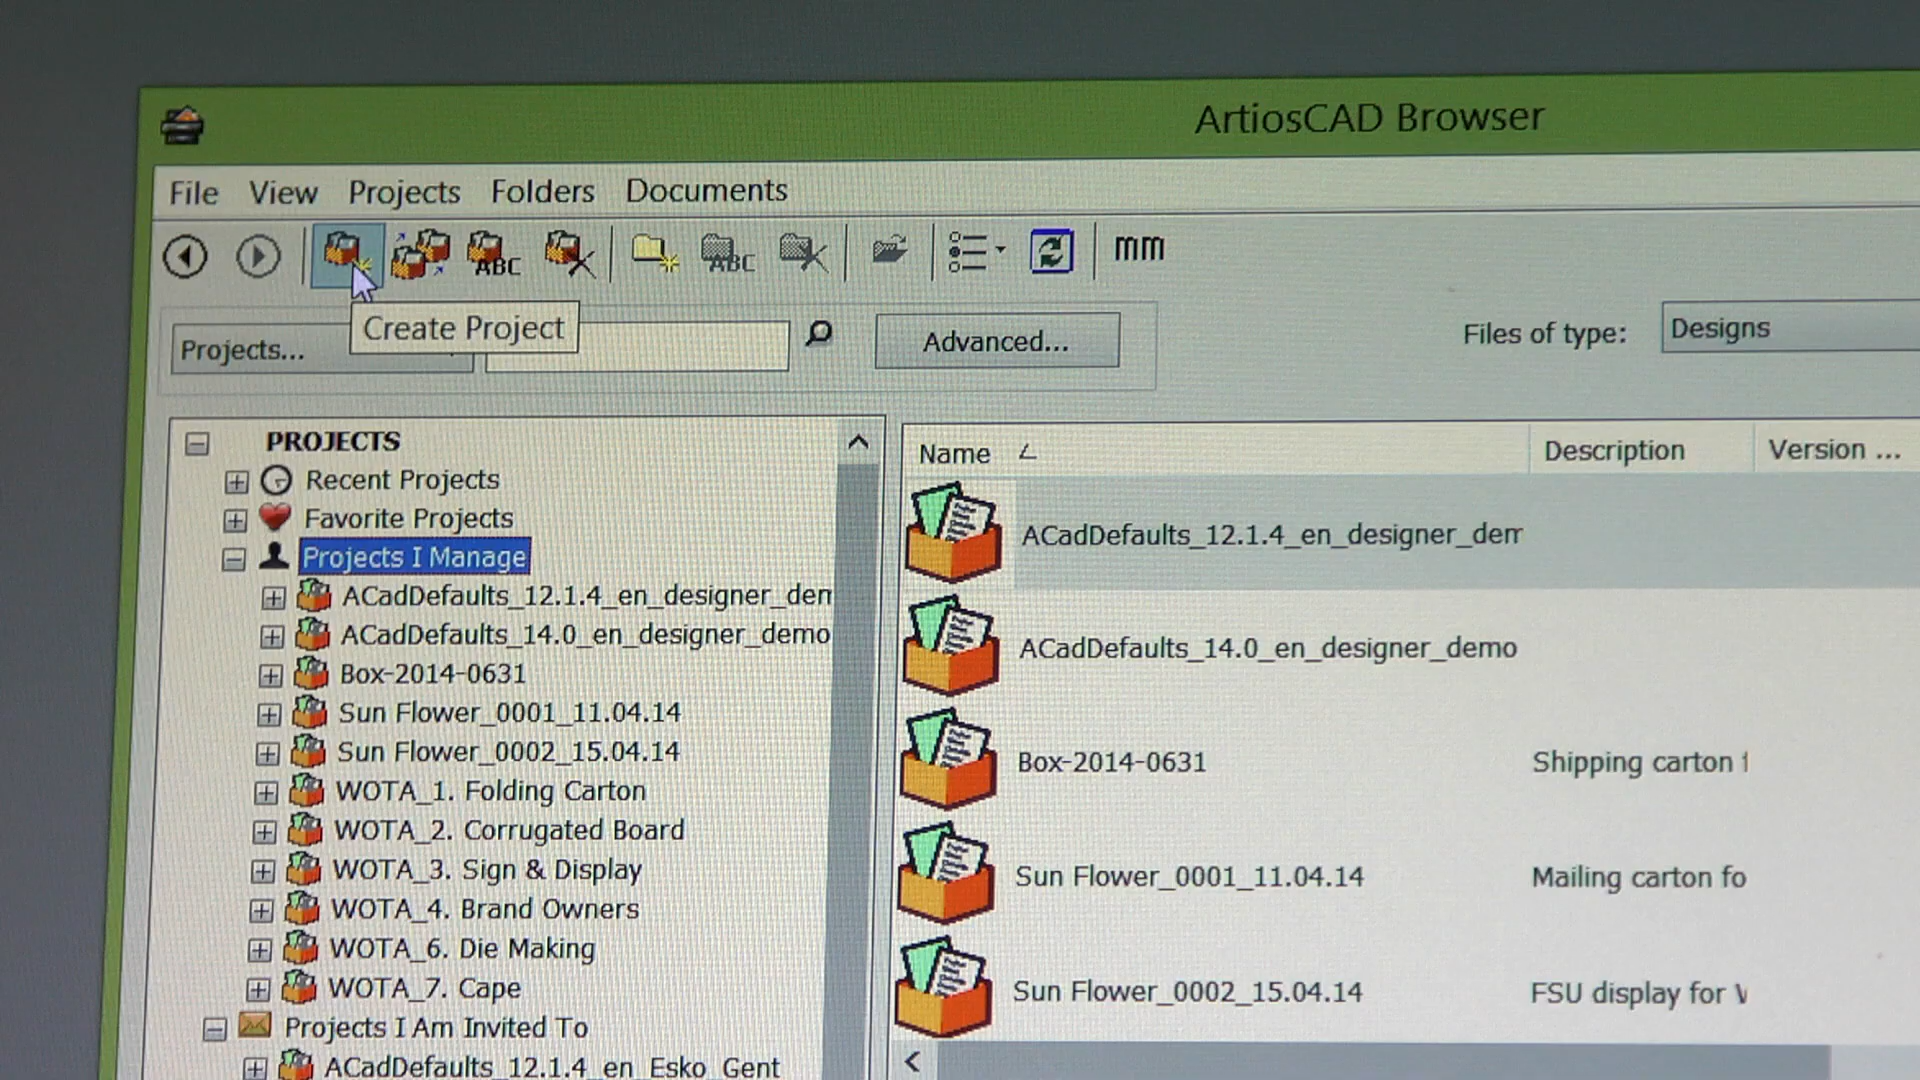 ArtiosCAD Browser
File View Projects Folders Documents
ABC ABC mm
Create Project
Projects... Advanced... Files of type: Designs
PROJECTS
Recent Projects
Favorite Projects
Projects I Manage
ACadDefaults_12.1.4_en_designer_den
ACadDefaults_14.0_en_designer_demo
Box-2014-0631
Sun Flower_0001_11.04.14
Sun Flower_0002_15.04.14
WOTA_1. Folding Carton
WOTA_2. Corrugated Board
WOTA_3. Sign & Display
WOTA_4. Brand Owners
WOTA_6. Die Making
WOTA_7. Cape
Projects I Am Invited To
ACadDefaults_12.1.4_en_Esko_Gent
Name Description Version ...
ACadDefaults_12.1.4_en_designer_dem
ACadDefaults_14.0_en_designer_demo
Box-2014-0631 Shipping carton
Sun Flower_0001_11.04.14 Mailing carton fo
Sun Flower_0002_15.04.14 FSU display for